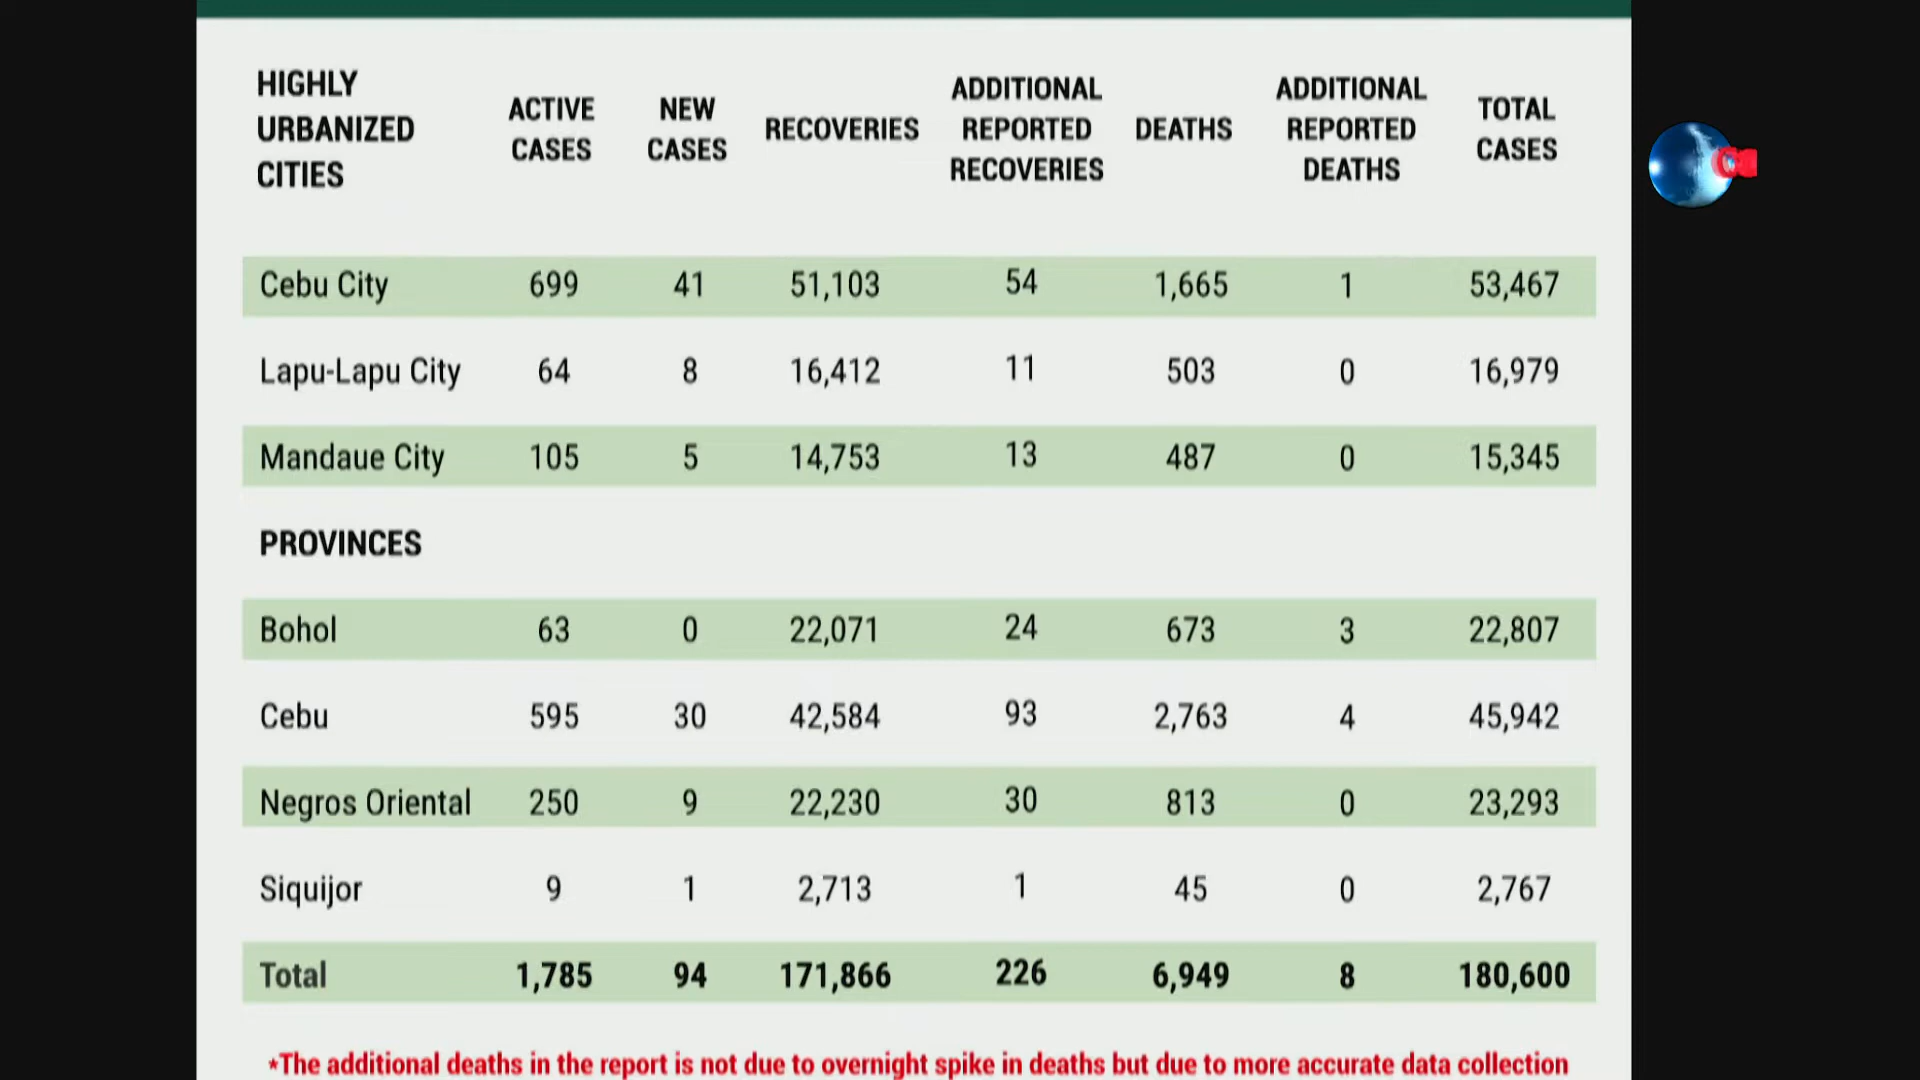 HIGHLY URBANIZED CITIES ACTIVE CASES NEW CASES RECOVERIES ADDITIONAL REPORTED RECOVERIES DEATHS ADDITIONAL REPORTED DEATHS TOTAL CASES
Cebu City 699 41 51,103 54 1,665 1 53,467
Lapu-Lapu City 64 8 16,412 11 503 0 16,979
Mandaue City 105 5 14,753 13 487 0 15,345
PROVINCES
Bohol 63 0 22,071 24 673 3 22,807
Cebu 595 30 42,584 93 2,763 4 45,942
Negros Oriental 250 9 22,230 30 813 0 23,293
Siquijor 9 1 2,713 1 45 0 2,767
Total 1,785 94 171,866 226 6,949 8 180,600
*The additional deaths in the report is not due to overnight spike in deaths but due to more accurate data collection